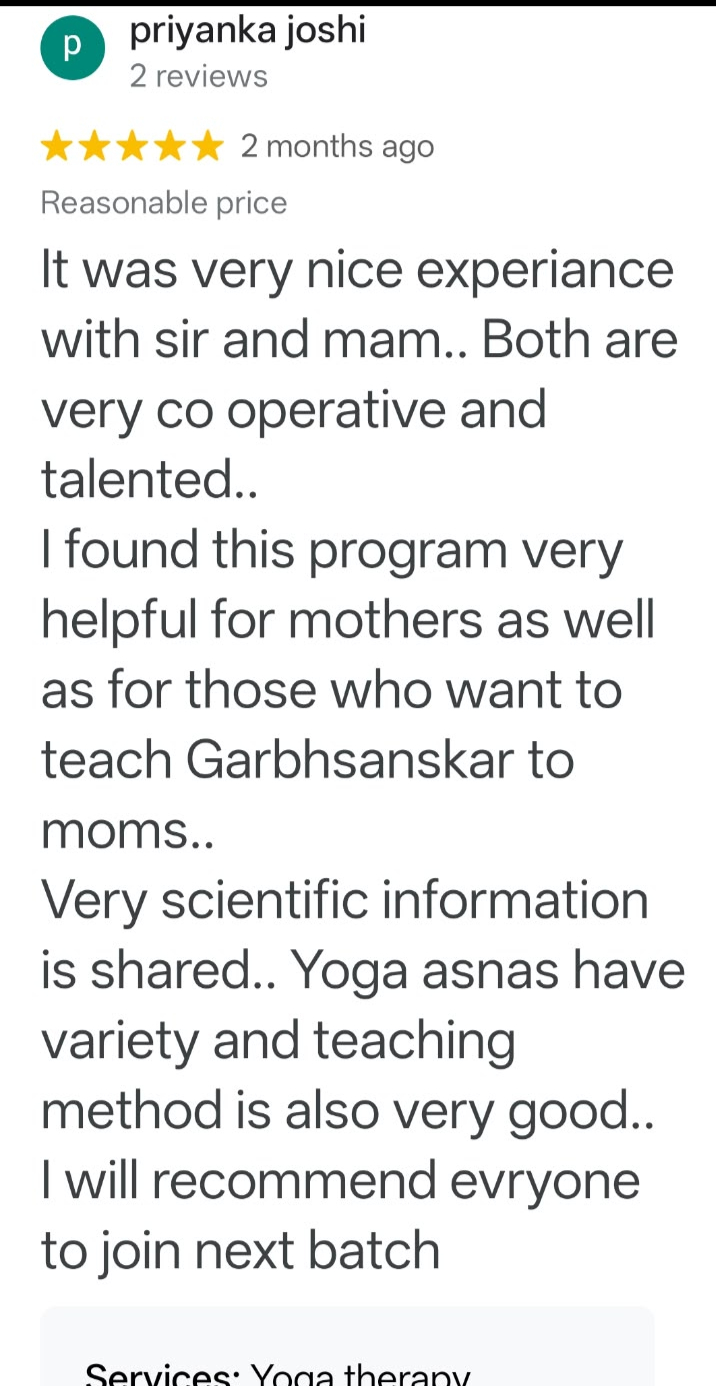 p
priyanka joshi
2 reviews
2 months ago
Reasonable price
It was very nice experiance
with sir and mam.. Both are
very co operative and
talented..
I found this program very
helpful for mothers as well
as for those who want to
teach Garbhsanskar to
moms..
Very scientific information
is shared.. Yoga asnas have
variety and teaching
method is also very good..
I will recommend evryone
to join next batch
Services: Yoga therapy